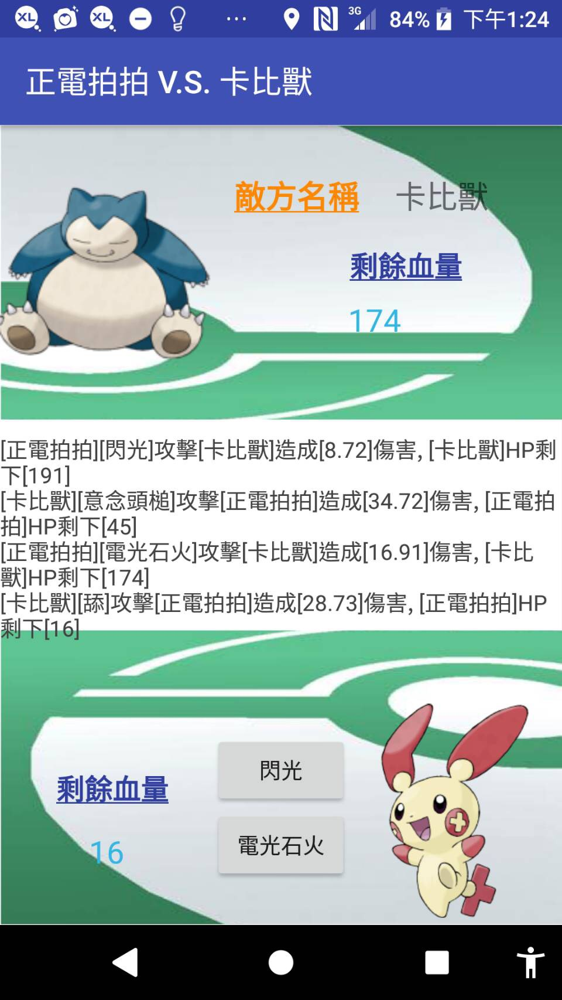 XL XL ... 3G 84% 下午1:24
正電拍拍 V.S. 卡比獸
敵方名稱 卡比獸
剩餘血量
174
[正電拍拍][閃光]攻擊[卡比獸]造成[8.72]傷害, [卡比獸]HP剩
下[191]
[卡比獸][意念頭槌]攻擊[正電拍拍]造成[34.72]傷害, [正電拍
拍]HP剩下[45]
[正電拍拍][電光石火]攻擊[卡比獸]造成[16.91]傷害, [卡比
獸]HP剩下[174]
[卡比獸][舔]攻擊[正電拍拍]造成[28.73]傷害, [正電拍拍]HP
剩下[16]
閃光
剩餘血量
電光石火
16